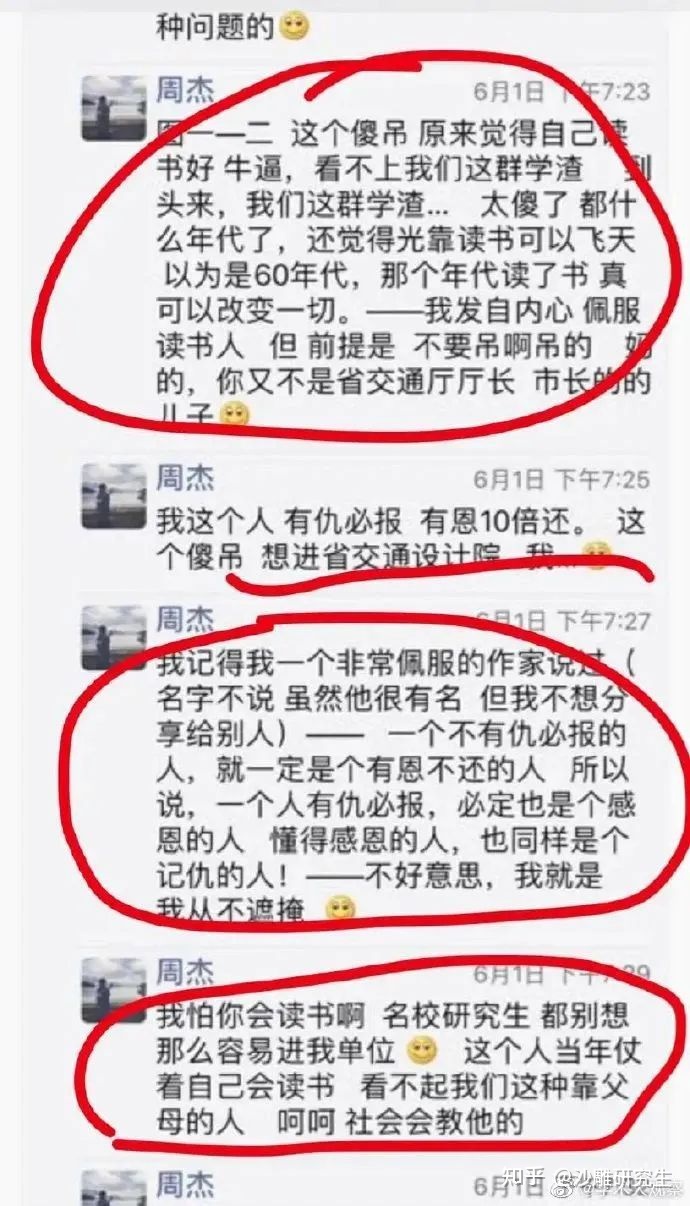 种问题的
周杰
6月1日 下午7:23
图一一二 这个傻吊 原来觉得自己读
书好 牛逼，看不上我们这群学渣 到
头来，我们这群学渣... 太傻了 都什
么年代了，还觉得光靠读书可以飞天
以为是60年代，那个年代读了书 真
可以改变一切。——我发自内心 佩服
读书人 但 前提是 不要吊啊吊的 妈
的，你又不是省交通厅厅长 市长的的
儿子
周杰
6月1日 下午7:25
我这个人 有仇必报 有恩10倍还。 这
个傻吊 想进省交通设计院 我...
周杰
6月1日 下午7:27
我记得我一个非常佩服的作家说过（
名字不说 虽然他很有名 但我不想分
享给别人）—— 一个不有仇必报的
人，就一定是个有恩不还的人 所以
说，一个人有仇必报，必定也是个感
恩的人 懂得感恩的人，也同样是个
记仇的人！——不好意思，我就是
我从不遮掩
周杰
6月1日 下午7:29
我怕你会读书啊 名校研究生 都别想
那么容易进我单位 这个人当年仗
着自己会读书 看不起我们这种靠父
母的人 呵呵 社会会教他的
周杰
6月1日
知乎 @沙雕研究生